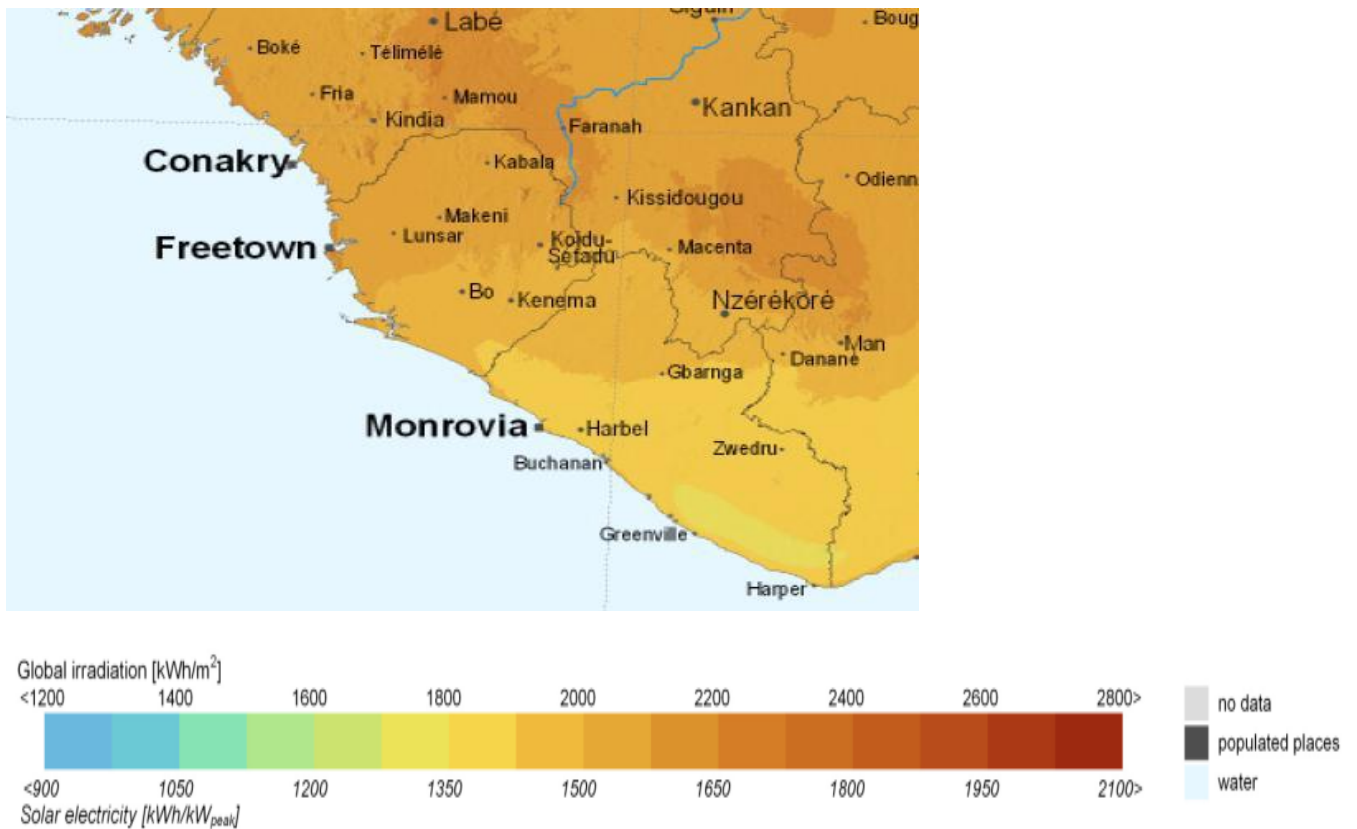 Siguiri
Labé
Boug
Boké
Télimélé
Fria
Mamou
Kankan
Kindia
Faranah
Conakry
Kabala
Odienn
Kissidougou
Makeni
Lunsar
Koidu-
Sefadu
Macenta
Freetown
Bo
Kenema
Nzérékoré
Man
Danané
Gbarnga
Monrovia
Harbel
Zwedru
Buchanan
Greenville
Harper
Global irradiation [kWh/m²]
<1200 1400 1600 1800 2000 2200 2400 2600 2800>
<900 1050 1200 1350 1500 1650 1800 1950 2100>
Solar electricity [kWh/kWpeak]
no data
populated places
water